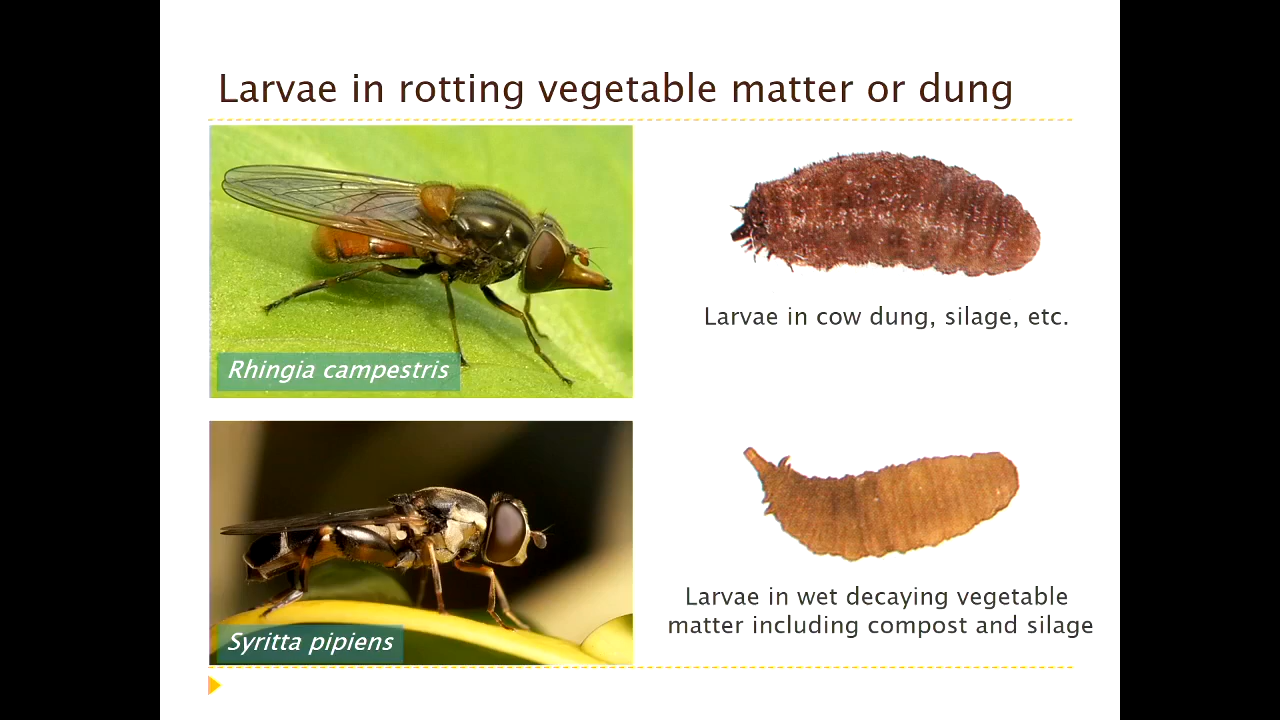 Larvae in rotting vegetable matter or dung
Rhingia campestris
Larvae in cow dung, silage, etc.
Syritta pipiens
Larvae in wet decaying vegetable
matter including compost and silage